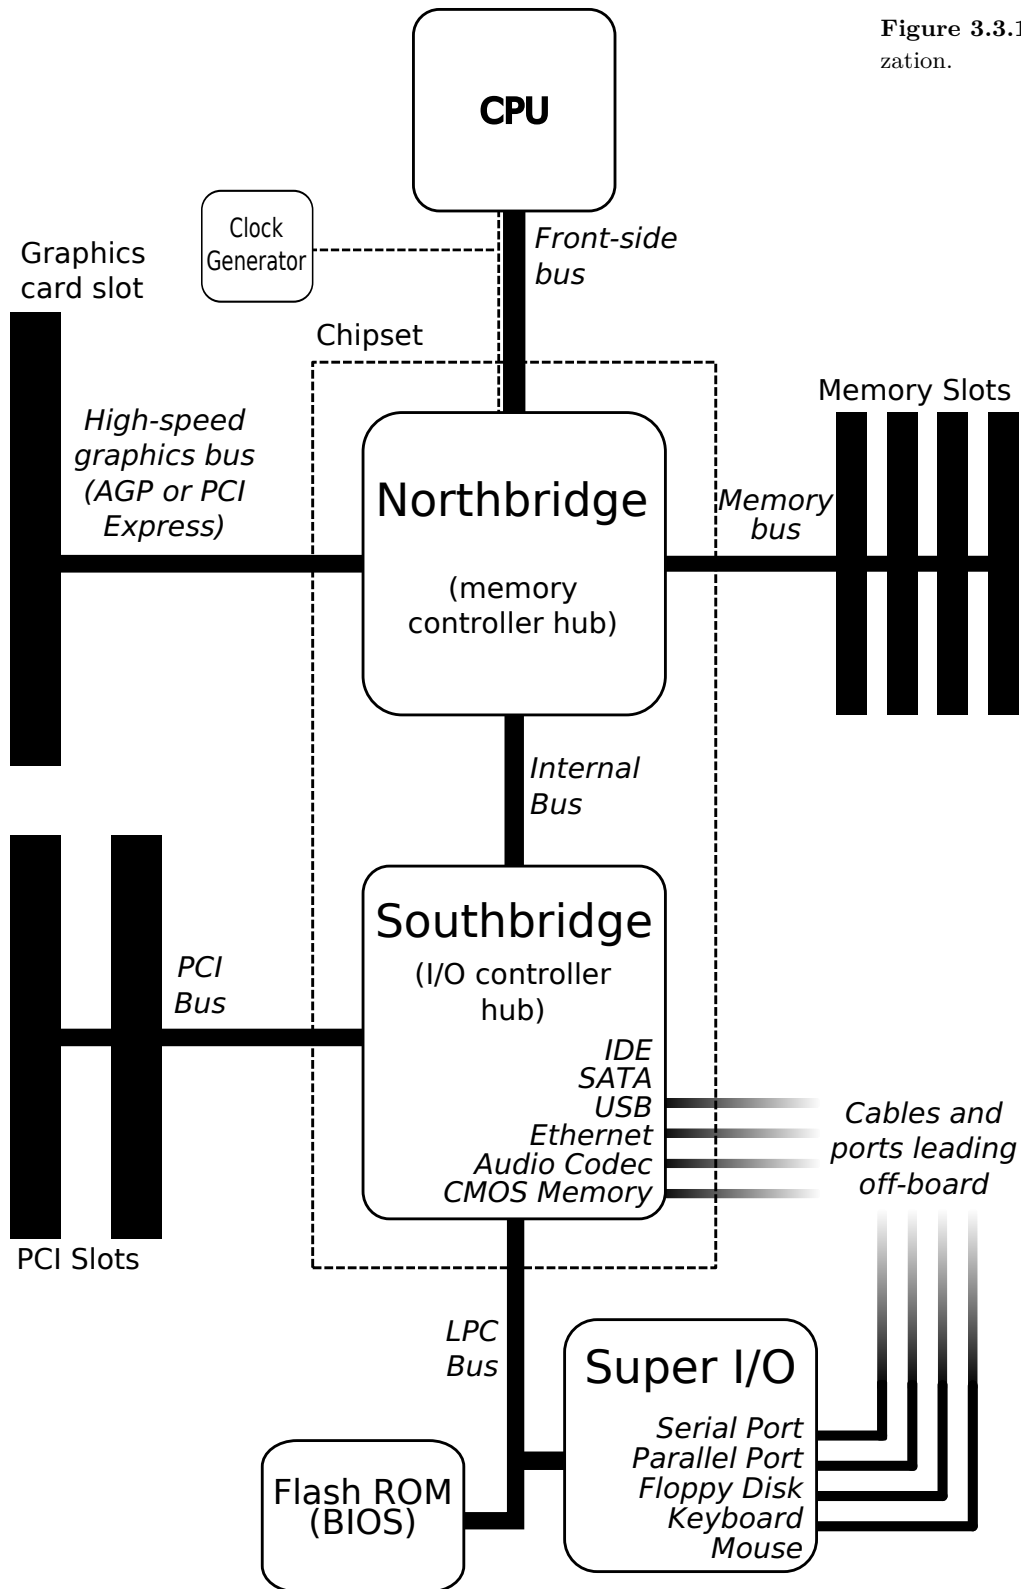 Figure 3.3.1
zation.
CPU
Clock
Generator
Front-side
bus
Graphics
card slot
Chipset
Memory Slots
High-speed
graphics bus
(AGP or PCI
Express)
Northbridge
(memory
controller hub)
Memory
bus
Internal
Bus
Southbridge
(I/O controller
hub)
PCI
Bus
IDE
SATA
USB
Ethernet
Audio Codec
CMOS Memory
Cables and
ports leading
off-board
PCI Slots
LPC
Bus
Super I/O
Serial Port
Parallel Port
Floppy Disk
Keyboard
Mouse
Flash ROM
(BIOS)